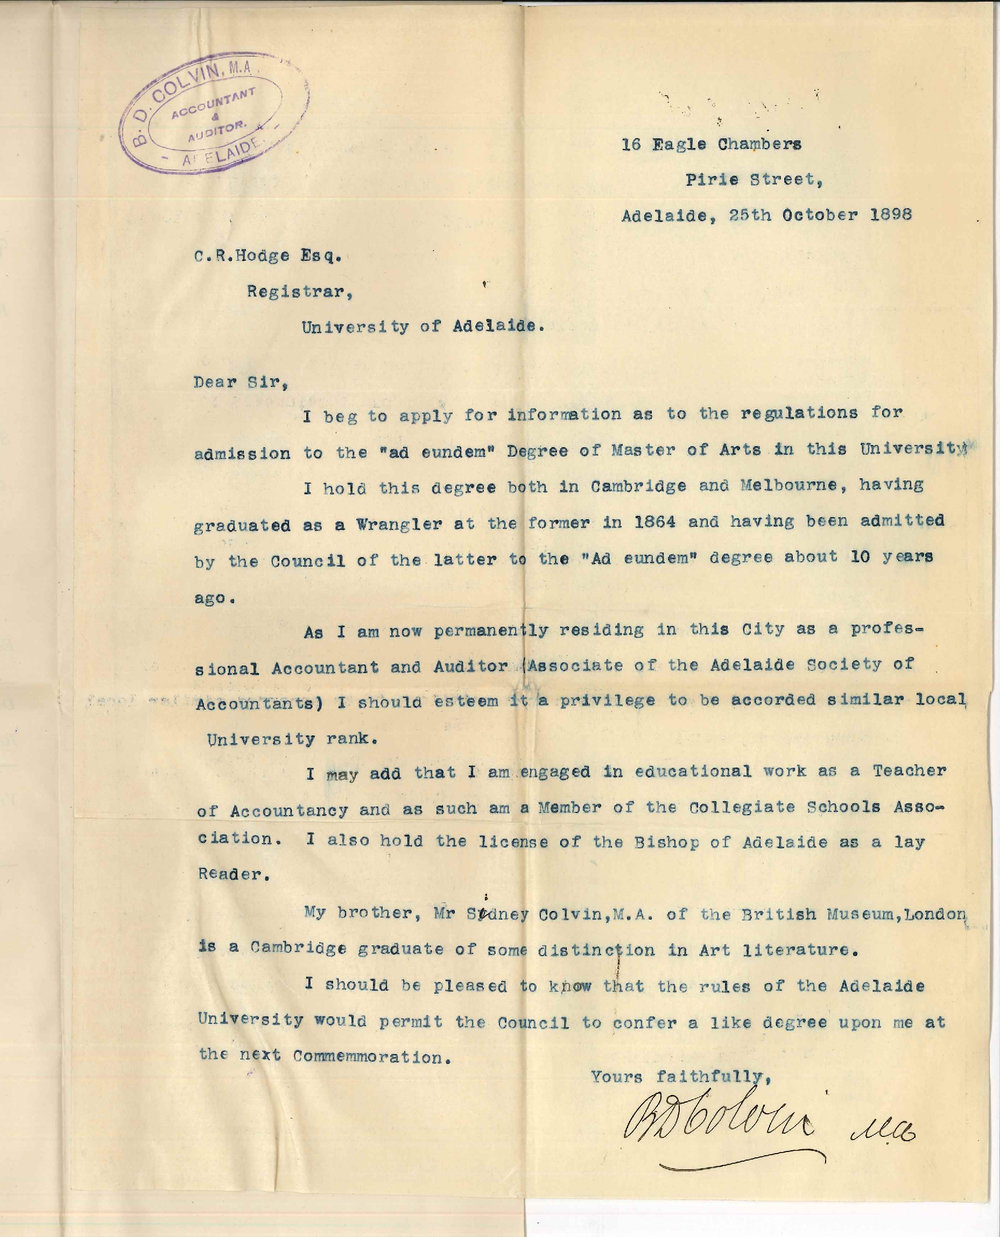 B. D. COLVIN, M.A.
ACCOUNTANT
&
AUDITOR.
- ADELAIDE. -
16 Eagle Chambers
Pirie Street,
Adelaide, 25th October 1898
C.R.Hodge Esq.
Registrar,
University of Adelaide.
Dear Sir,
I beg to apply for information as to the regulations for
admission to the "ad eundem" Degree of Master of Arts in this University
I hold this degree both in Cambridge and Melbourne, having
graduated as a Wrangler at the former in 1864 and having been admitted
by the Council of the latter to the "Ad eundem" degree about 10 years
ago.
As I am now permanently residing in this City as a profes-
sional Accountant and Auditor (Associate of the Adelaide Society of
Accountants) I should esteem it a privilege to be accorded similar local
University rank.
I may add that I am engaged in educational work as a Teacher
of Accountancy and as such am a Member of the Collegiate Schools Asso-
ciation. I also hold the license of the Bishop of Adelaide as a lay
Reader.
My brother, Mr Sidney Colvin,M.A. of the British Museum,London
is a Cambridge graduate of some distinction in Art literature.
I should be pleased to know that the rules of the Adelaide
University would permit the Council to confer a like degree upon me at
the next Commemmoration.
Yours faithfully,
BDColvin MA